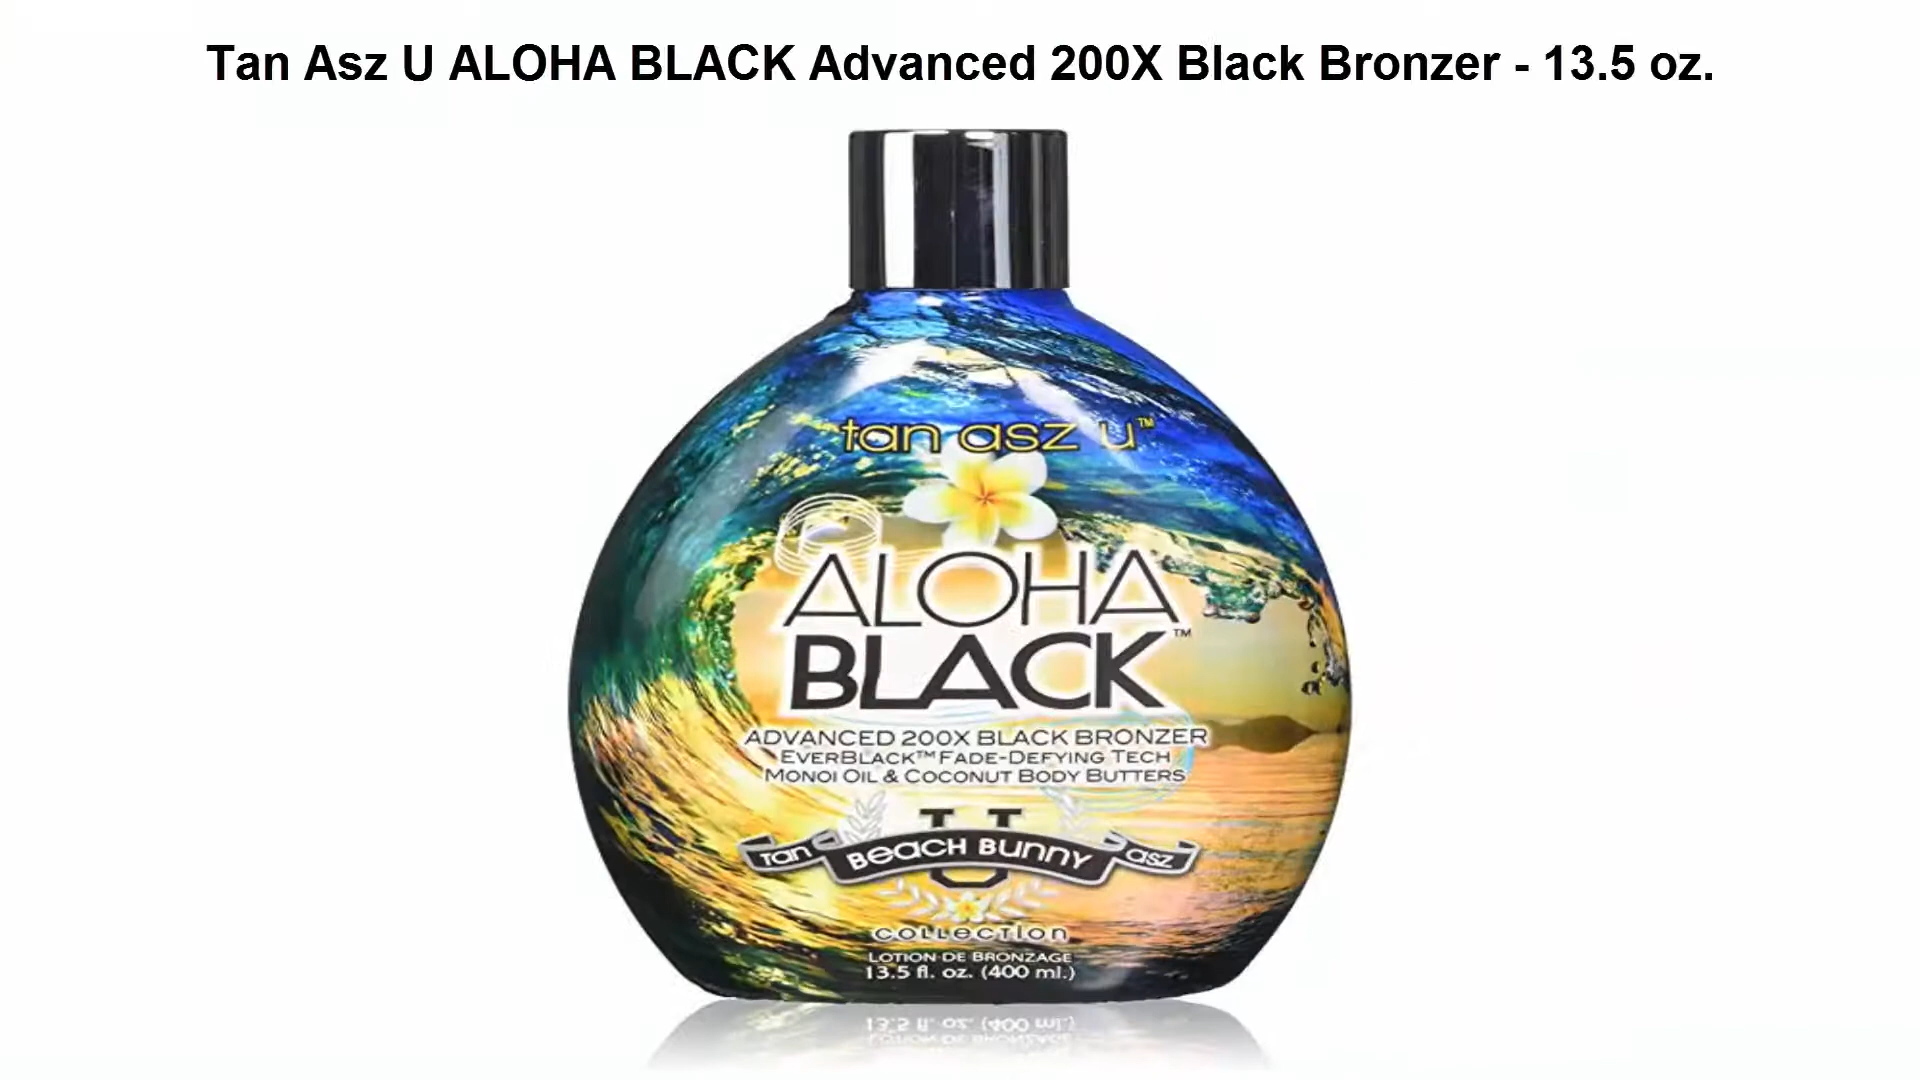 Tan Asz U ALOHA BLACK Advanced 200X Black Bronzer - 13.5 oz.
tan asz u™
ALOHA
BLACK™
ADVANCED 200X BLACK BRONZER
EVERBLACK™ FADE-DEFYING TECH
MONOI OIL & COCONUT BODY BUTTERS
U
Tan BEACH BUNNY asz
COLLECTION
LOTION DE BRONZAGE
13.5 fl. oz. (400 ml.)